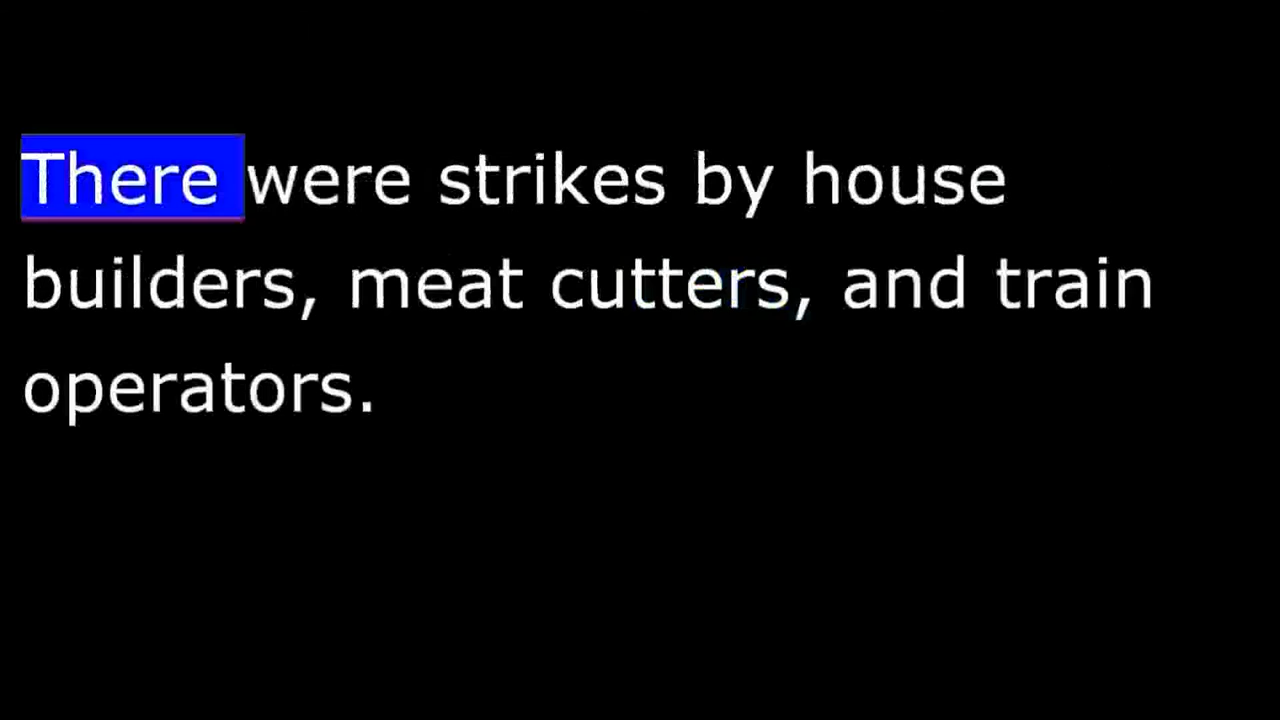 There were strikes by house
builders, meat cutters, and train
operators.